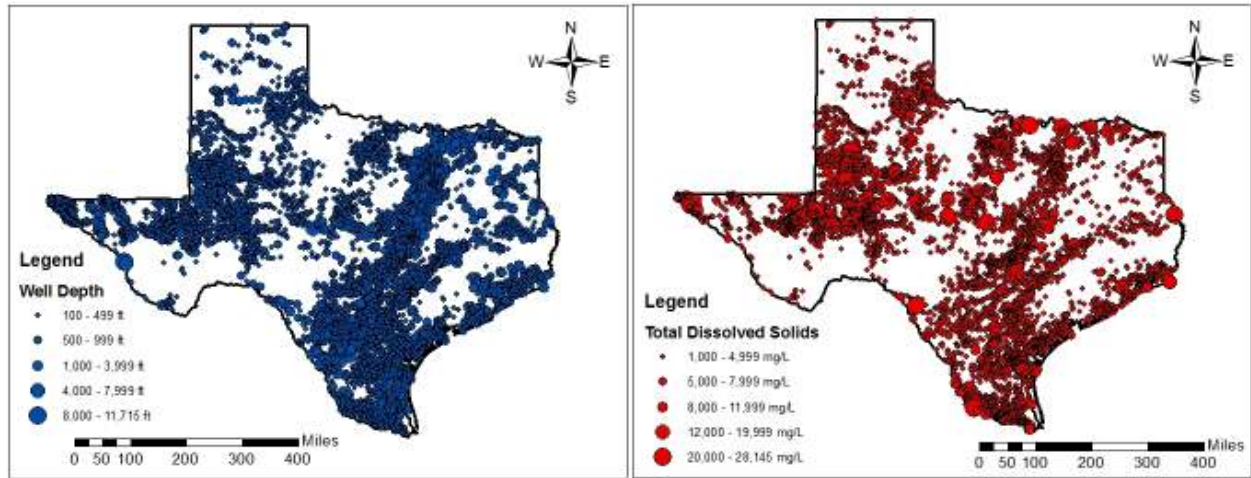 N
W E
S
Legend
Well Depth
100 - 499 ft
500 - 999 ft
1,000 - 3,999 ft
4,000 - 7,999 ft
8,000 - 11,715 ft
Miles
0 50 100 200 300 400
N
W E
S
Legend
Total Dissolved Solids
1,000 - 4,999 mg/L
5,000 - 7,999 mg/L
8,000 - 11,999 mg/L
12,000 - 19,999 mg/L
20,000 - 28,145 mg/L
Miles
0 50 100 200 300 400